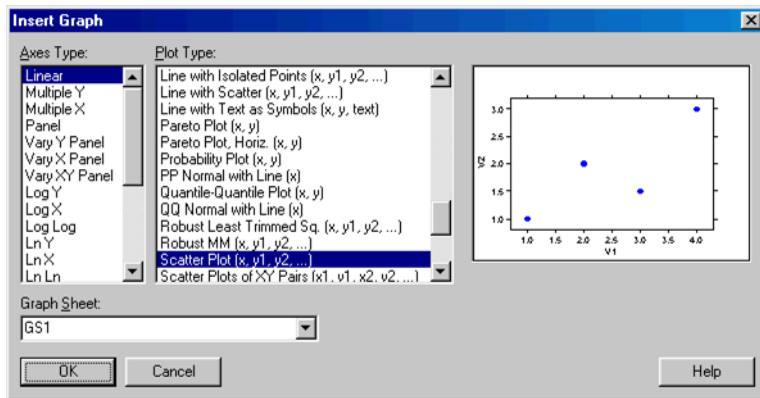 Insert Graph
Axes Type:
Linear
Multiple Y
Multiple X
Panel
Vary Y Panel
Vary X Panel
Vary XY Panel
Log Y
Log X
Log Log
Ln Y
Ln X
Ln Ln
Plot Type:
Line with Isolated Points (x, y1, y2, ...)
Line with Scatter (x, y1, y2, ...)
Line with Text as Symbols (x, y, text)
Pareto Plot (x, y)
Pareto Plot, Horiz. (x, y)
Probability Plot (x, y)
PP Normal with Line (x)
Quantile-Quantile Plot (x, y)
QQ Normal with Line (x)
Robust Least Trimmed Sq. (x, y1, y2, ...)
Robust MM (x, y1, y2, ...)
Scatter Plot (x, y1, y2, ...)
Scatter Plots of XY Pairs (x1, y1, x2, y2, ...)
3.0
2.5
2.0
1.5
1.0
V2
1.0 1.5 2.0 2.5 3.0 3.5 4.0
V1
Graph Sheet:
GS1
OK
Cancel
Help